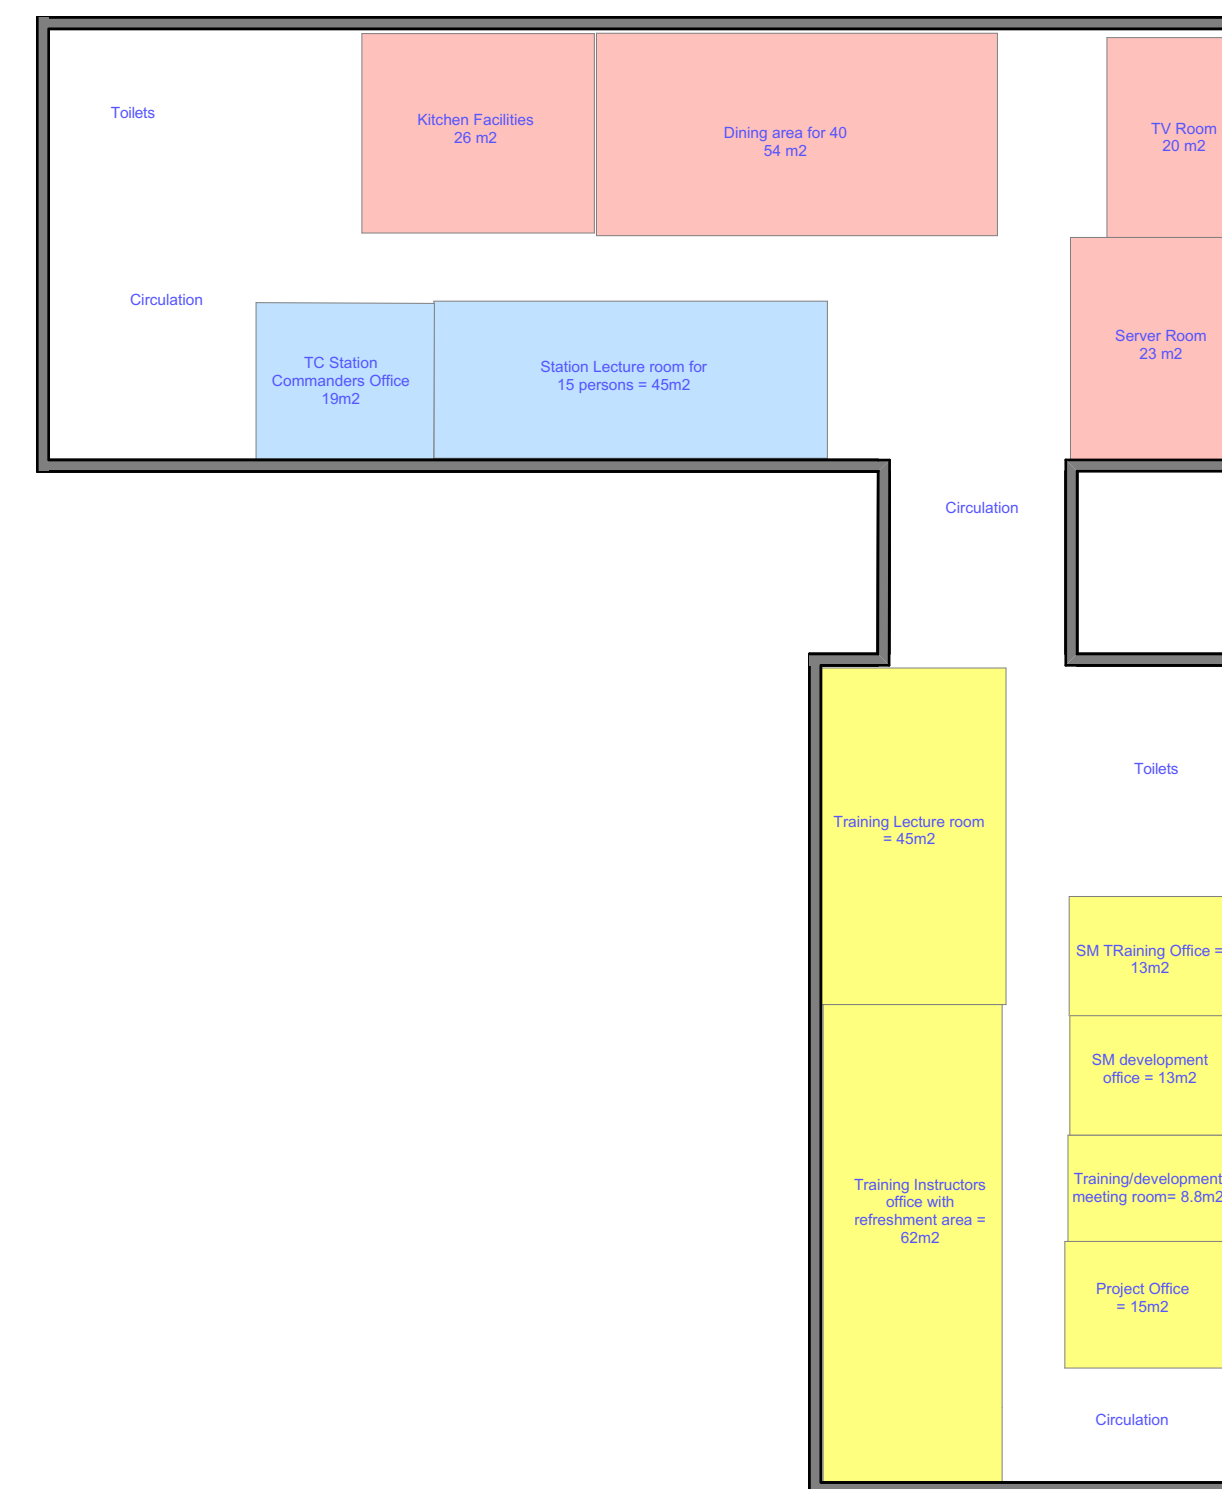 Toilets
Kitchen Facilities
26 m2
Dining area for 40
54 m2
TV Room
20 m2
Circulation
TC Station
Commanders Office
19m2
Station Lecture room for
15 persons = 45m2
Server Room
23 m2
Circulation
Toilets
Training Lecture room
= 45m2
SM TRaining Office =
13m2
SM development
office = 13m2
Training/development
meeting room= 8.8m2
Training Instructors
office with
refreshment area =
62m2
Project Office
= 15m2
Circulation